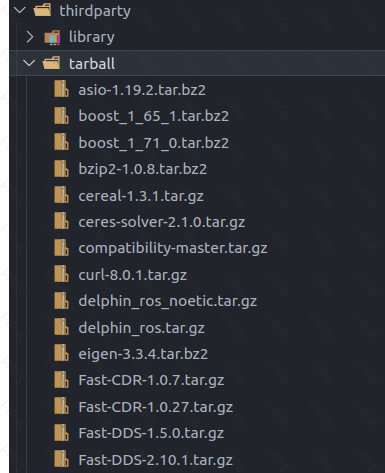 thirdparty
library
tarball
asio-1.19.2.tar.bz2
boost_1_65_1.tar.bz2
boost_1_71_0.tar.bz2
bzip2-1.0.8.tar.bz2
cereal-1.3.1.tar.gz
ceres-solver-2.1.0.tar.gz
compatibility-master.tar.gz
curl-8.0.1.tar.gz
delphin_ros_noetic.tar.gz
delphin_ros.tar.gz
eigen-3.3.4.tar.bz2
Fast-CDR-1.0.7.tar.gz
Fast-CDR-1.0.27.tar.gz
Fast-DDS-1.5.0.tar.gz
Fast-DDS-2.10.1.tar.gz